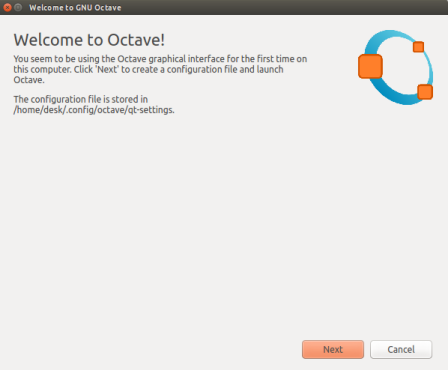 Welcome to GNU Octave
Welcome to Octave!
You seem to be using the Octave graphical interface for the first time on
this computer. Click 'Next' to create a configuration file and launch
Octave.
The configuration file is stored in
/home/desk/.config/octave/qt-settings.
Next
Cancel